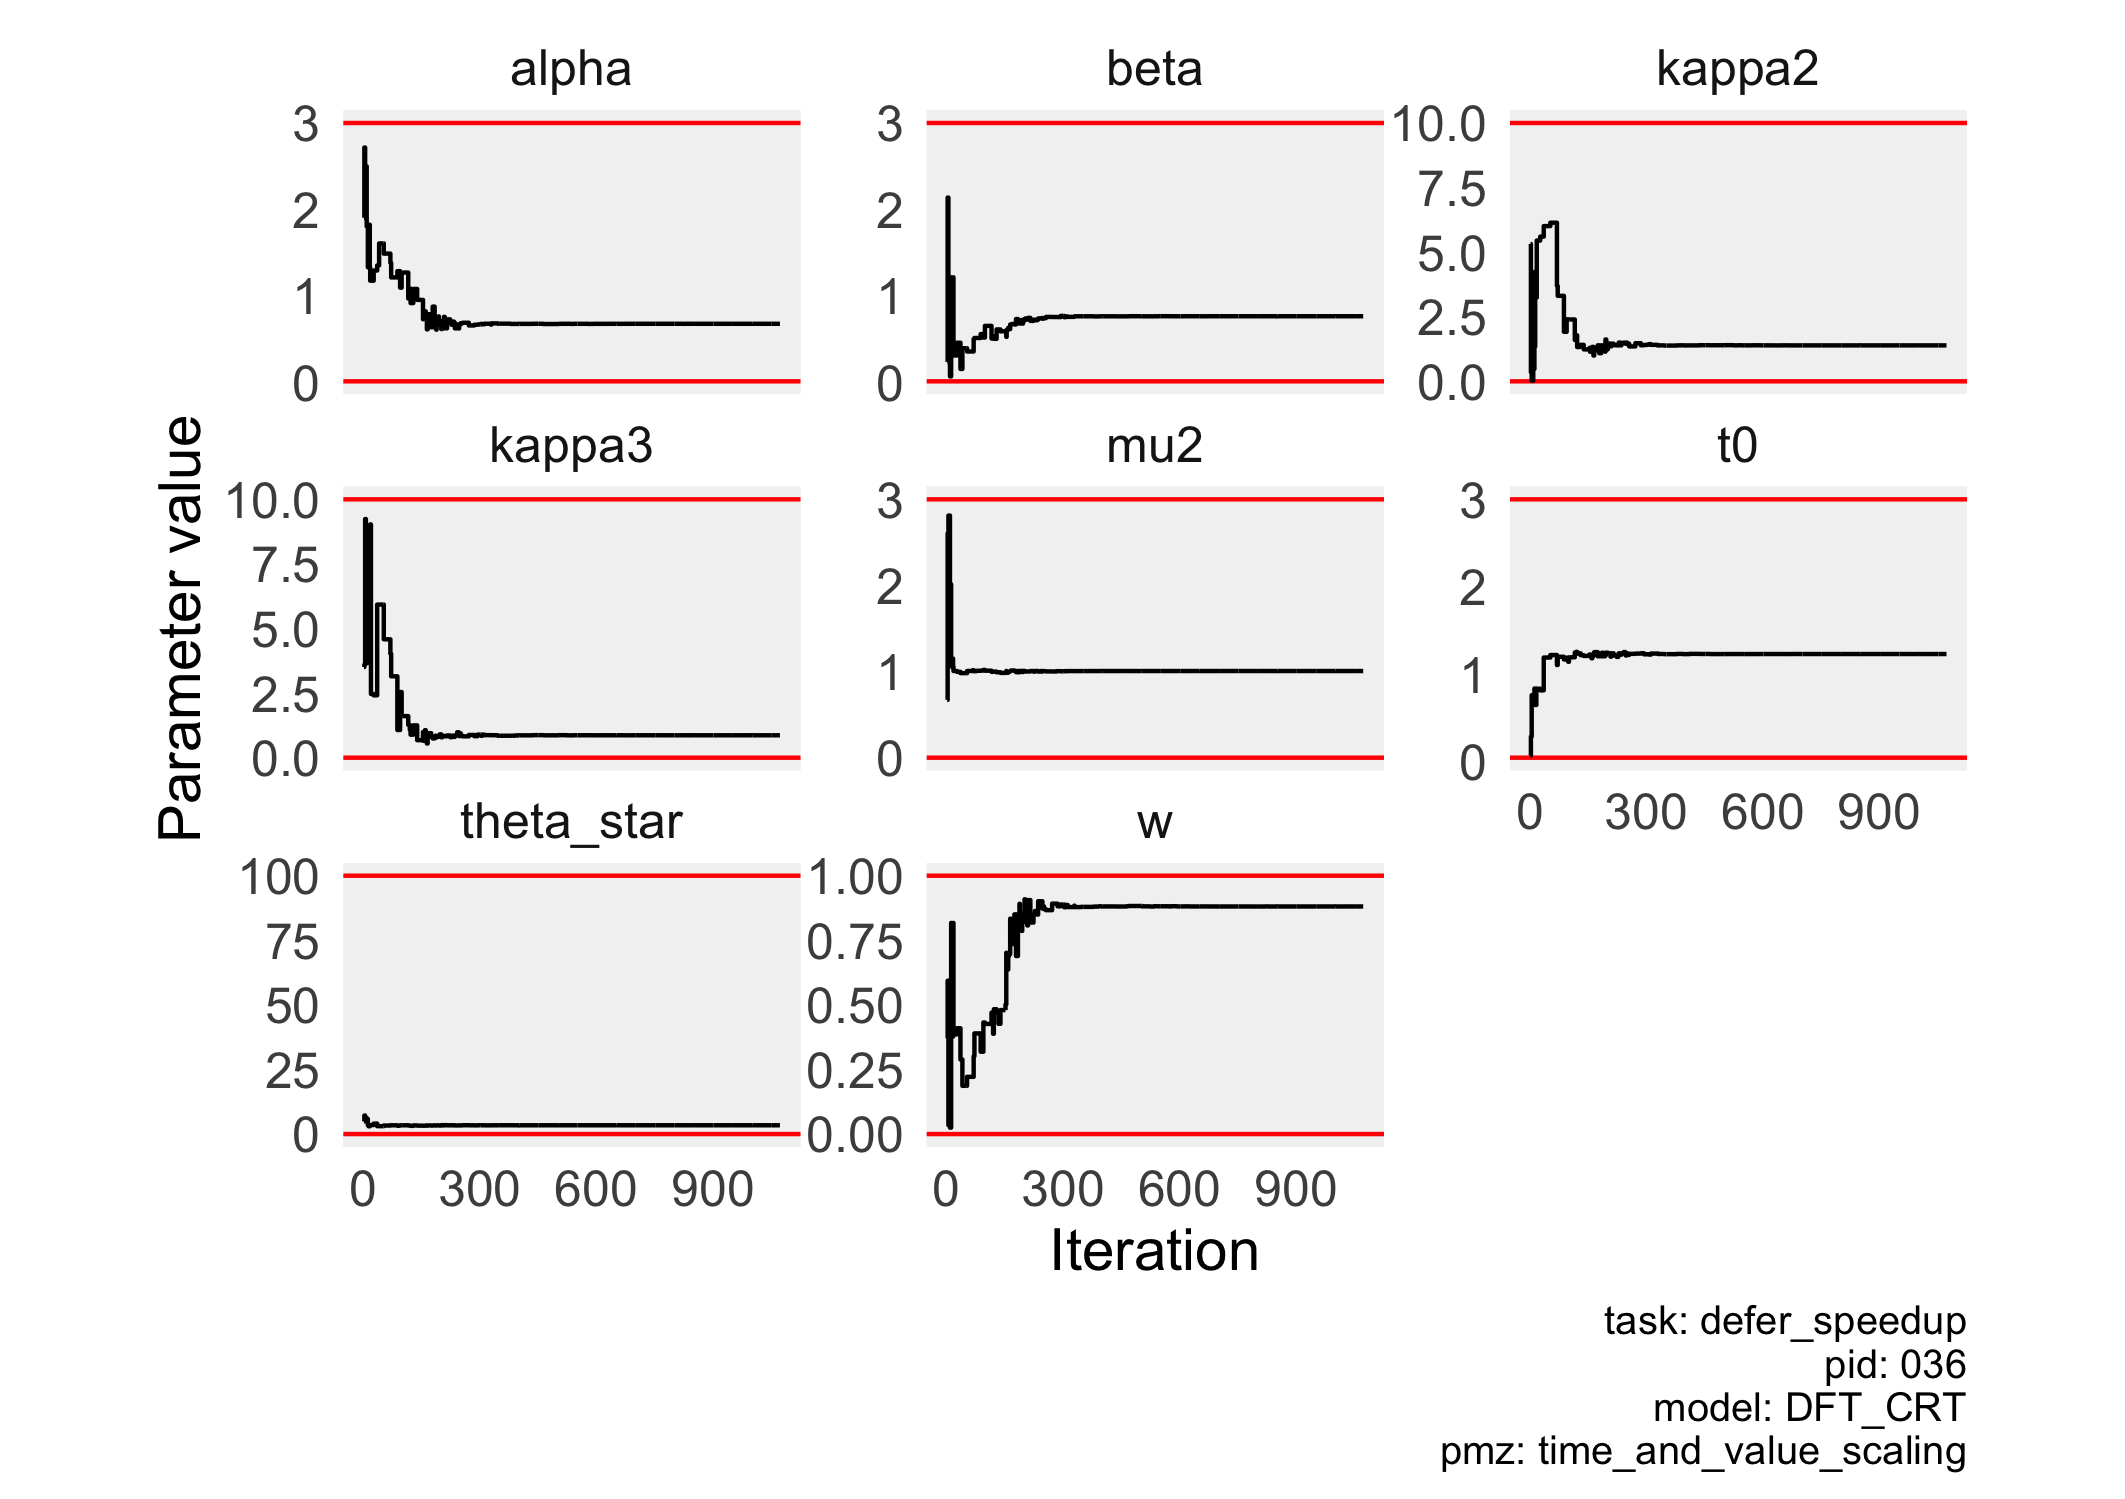 alpha
beta
kappa2
3
2
1
0
3
2
1
0
10.0
7.5
5.0
2.5
0.0
kappa3
mu2
t0
Parameter value
10.0
7.5
5.0
2.5
0.0
3
2
1
0
3
2
1
0
0 300 600 900
theta_star
w
100
75
50
25
0
1.00
0.75
0.50
0.25
0.00
0 300 600 900
0 300 600 900
Iteration
task: defer_speedup
pid: 036
model: DFT_CRT
pmz: time_and_value_scaling